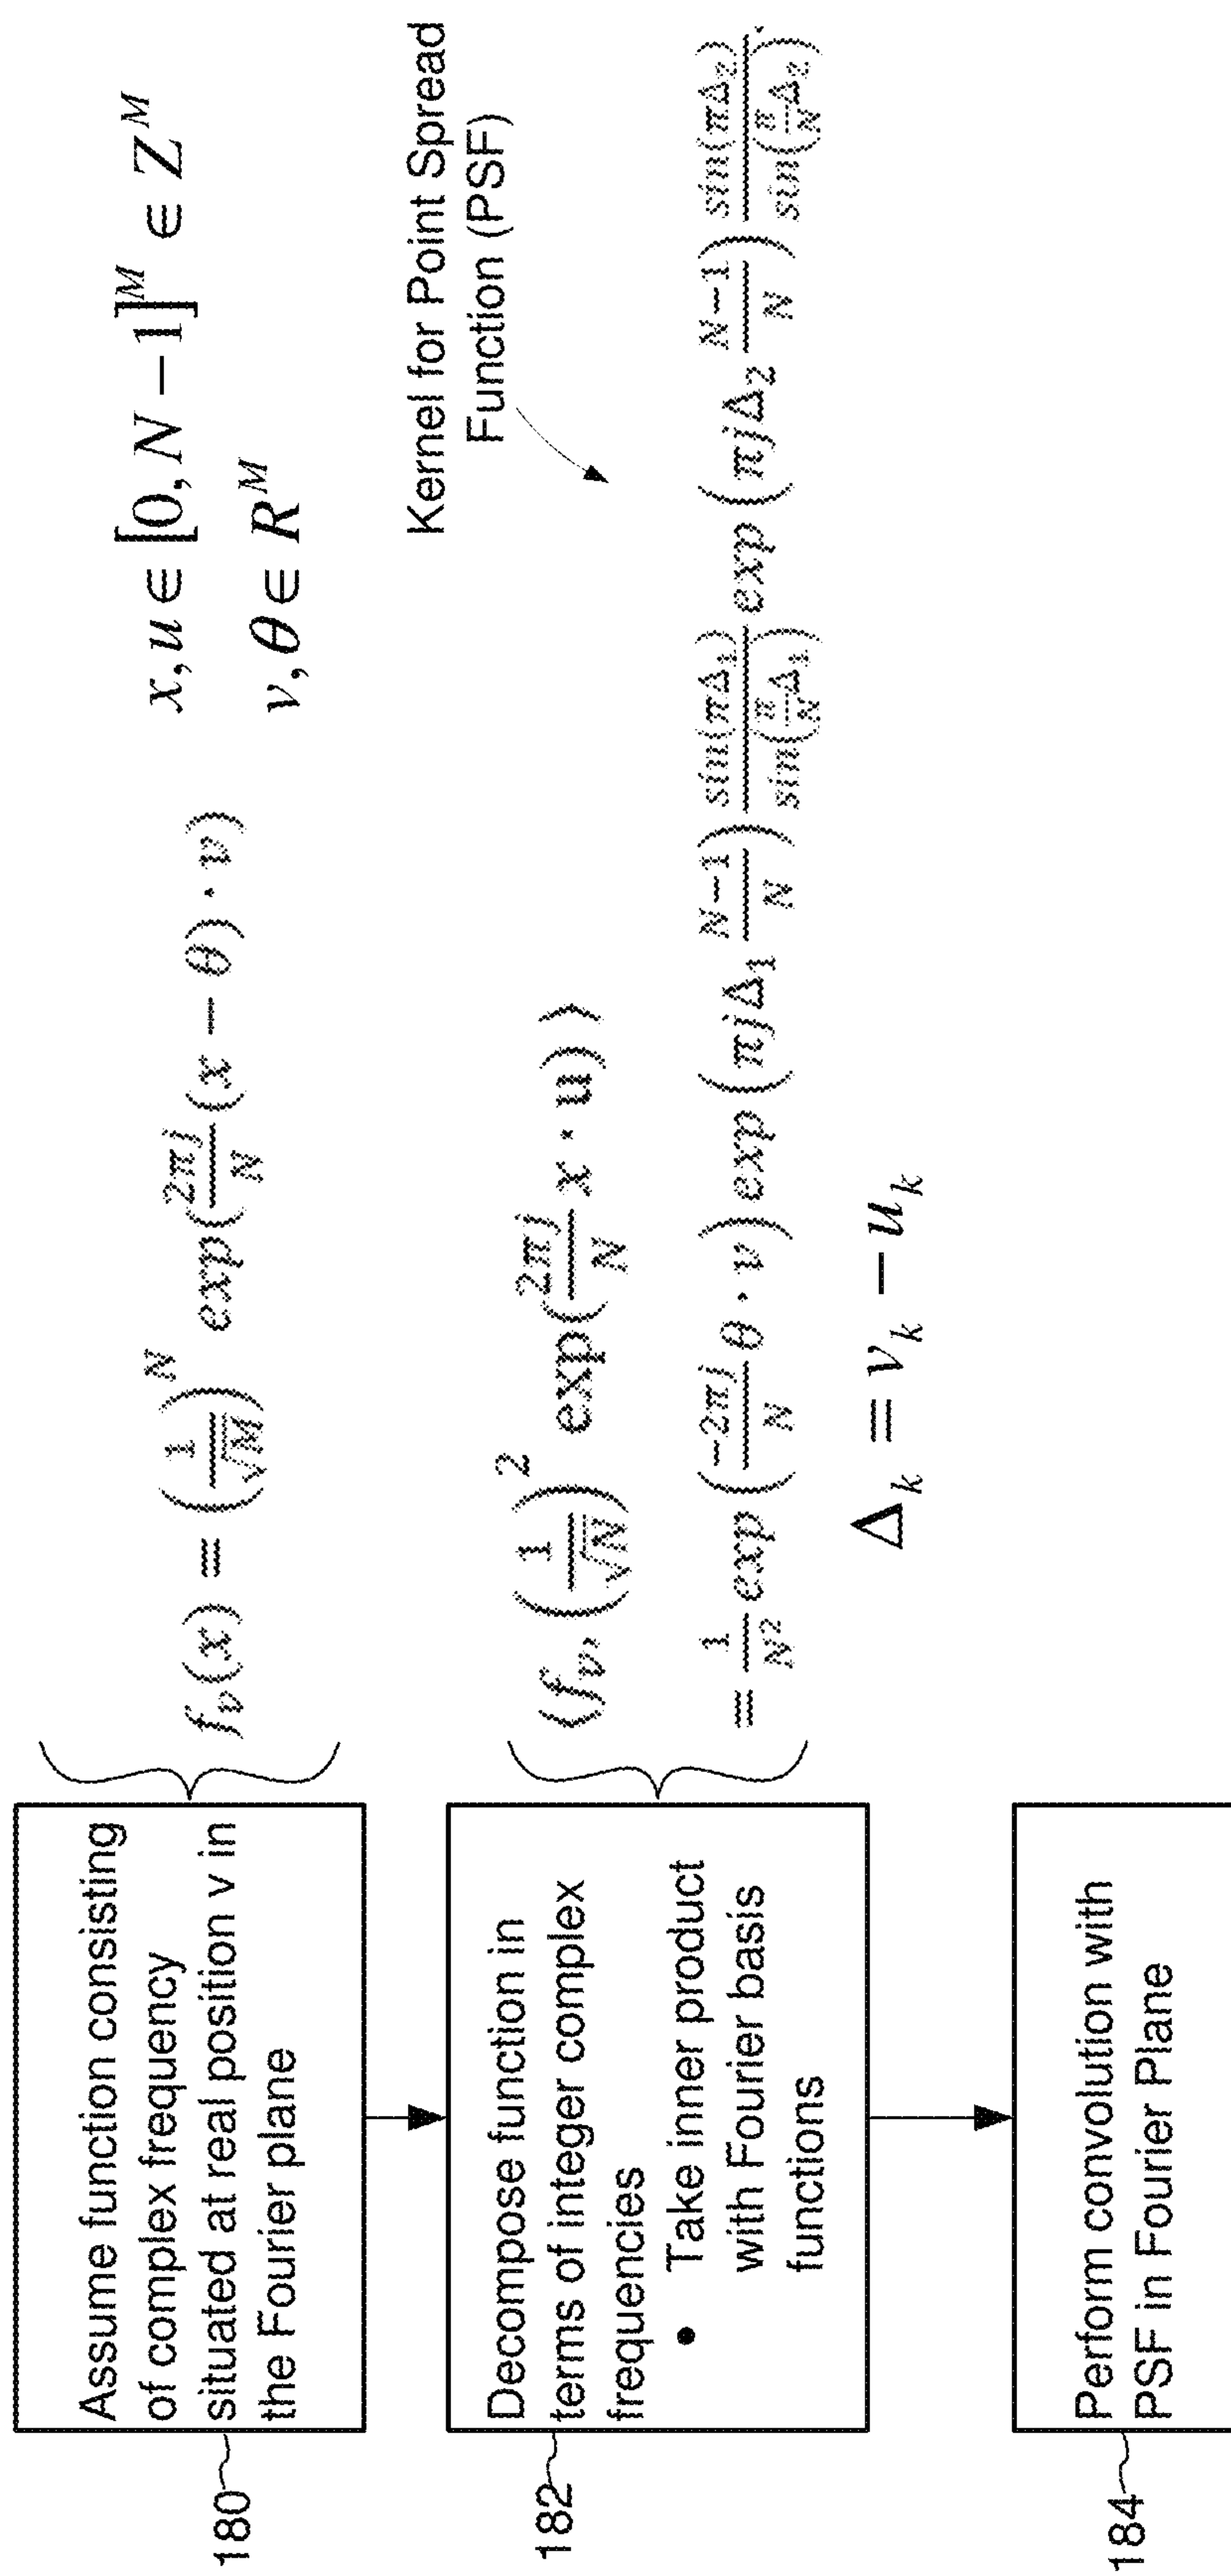 180
Assume function consisting
of complex frequency
situated at real position v in
the Fourier plane
f_v(x) = (1/√M)^N exp(2πj/N (x − θ) · v)
x, u ∈ [0, N − 1]^M ∈ Z^M
v, θ ∈ R^M
182
Decompose function in
terms of integer complex
frequencies
• Take inner product
with Fourier basis
functions
⟨f_v, (1/√N)^2 exp(2πj/N x · u)⟩
= 1/N^2 exp(−2πj/N θ · v) exp(πjΔ_1 N−1/N) sin(πΔ_1)/sin(π/N Δ_1) exp(πjΔ_2 N−1/N) sin(πΔ_2)/sin(π/N Δ_2).
Δ_k = v_k − u_k
Kernel for Point Spread
Function (PSF)
184
Perform convolution with
PSF in Fourier Plane